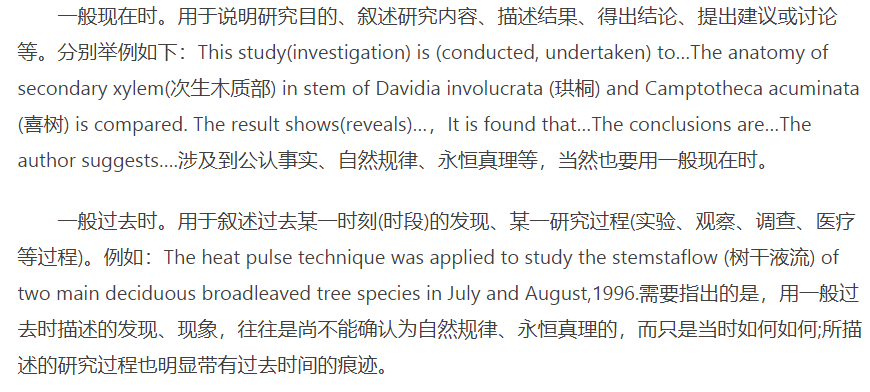 一般现在时。用于说明研究目的、叙述研究内容、描述结果、得出结论、提出建议或讨论
等。分别举例如下：This study(investigation) is (conducted, undertaken) to…The anatomy of
secondary xylem(次生木质部) in stem of Davidia involucrata (珙桐) and Camptotheca acuminata
(喜树) is compared. The result shows(reveals)…，It is found that…The conclusions are…The
author suggests….涉及到公认事实、自然规律、永恒真理等，当然也要用一般现在时。
一般过去时。用于叙述过去某一时刻(时段)的发现、某一研究过程(实验、观察、调查、医疗
等过程)。例如：The heat pulse technique was applied to study the stemstaflow (树干液流) of
two main deciduous broadleaved tree species in July and August,1996.需要指出的是，用一般过
去时描述的发现、现象，往往是尚不能确认为自然规律、永恒真理的，而只是当时如何如何;所描
述的研究过程也明显带有过去时间的痕迹。